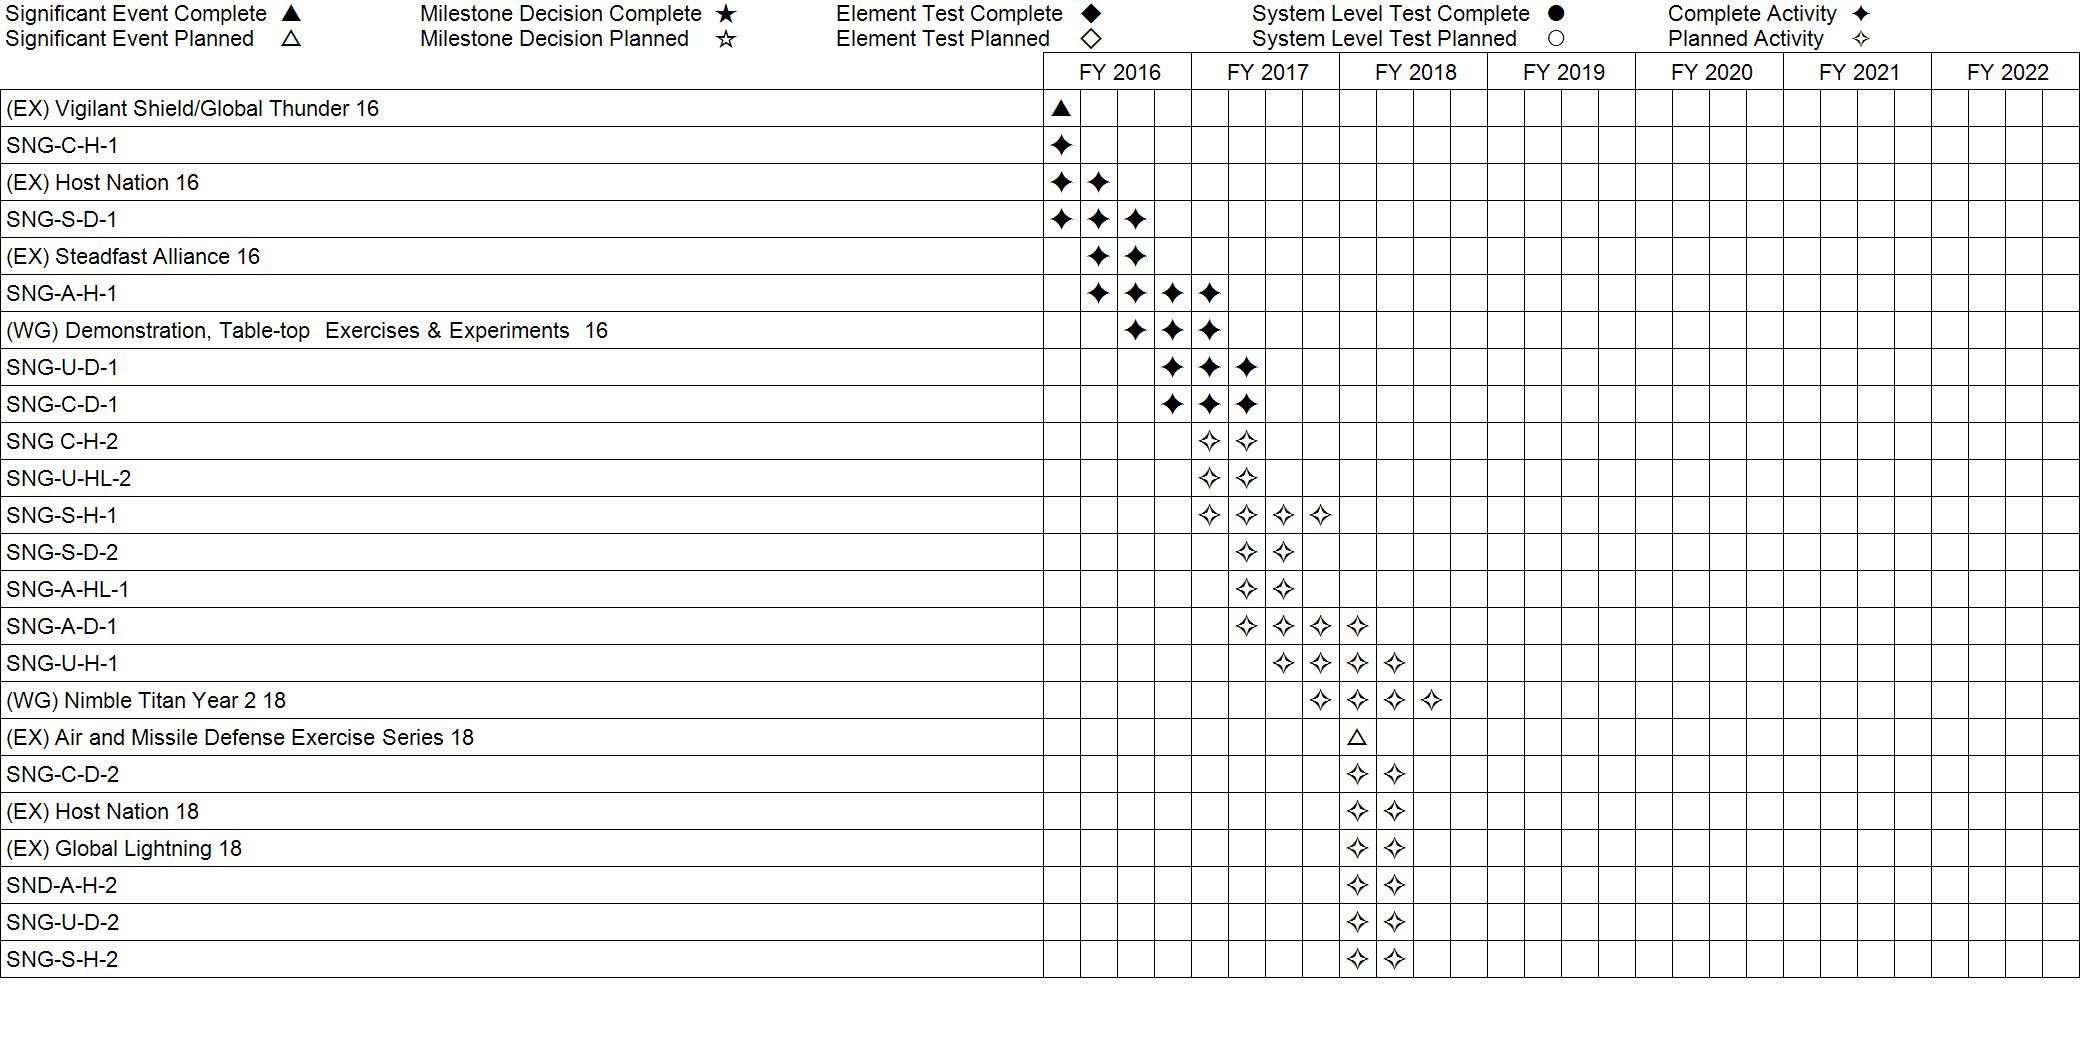 Significant Event Complete ▲ Milestone Decision Complete ★ Element Test Complete ◆ System Level Test Complete ● Complete Activity ✦
Significant Event Planned △ Milestone Decision Planned ☆ Element Test Planned ◇ System Level Test Planned ○ Planned Activity ✧
FY 2016 FY 2017 FY 2018 FY 2019 FY 2020 FY 2021 FY 2022
(EX) Vigilant Shield/Global Thunder 16
SNG-C-H-1
(EX) Host Nation 16
SNG-S-D-1
(EX) Steadfast Alliance 16
SNG-A-H-1
(WG) Demonstration, Table-top  Exercises & Experiments  16
SNG-U-D-1
SNG-C-D-1
SNG C-H-2
SNG-U-HL-2
SNG-S-H-1
SNG-S-D-2
SNG-A-HL-1
SNG-A-D-1
SNG-U-H-1
(WG) Nimble Titan Year 2 18
(EX) Air and Missile Defense Exercise Series 18
SNG-C-D-2
(EX) Host Nation 18
(EX) Global Lightning 18
SND-A-H-2
SNG-U-D-2
SNG-S-H-2